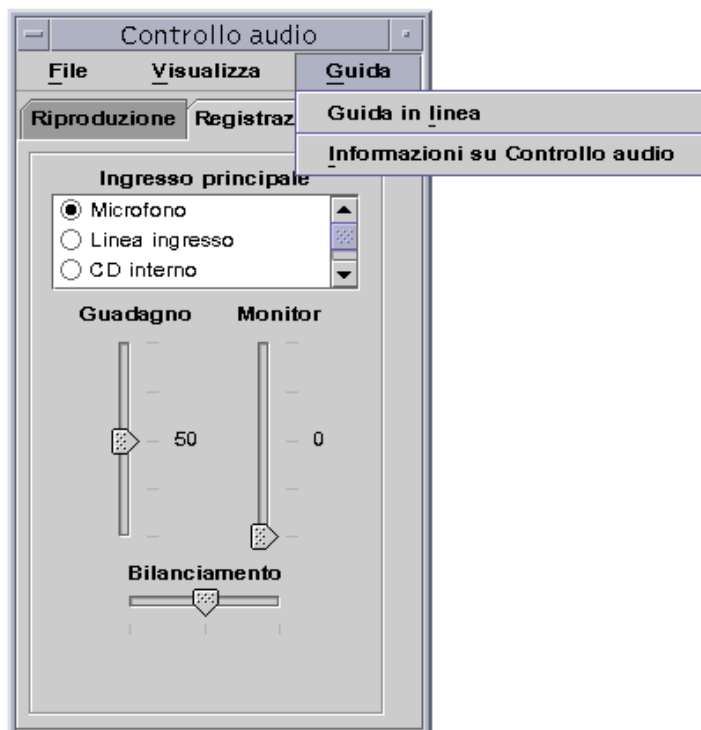 Controllo audio
File Visualizza Guida
Guida in linea
Informazioni su Controllo audio
Riproduzione Registraz
Ingresso principale
Microfono
Linea ingresso
CD interno
Guadagno Monitor
50 0
Bilanciamento